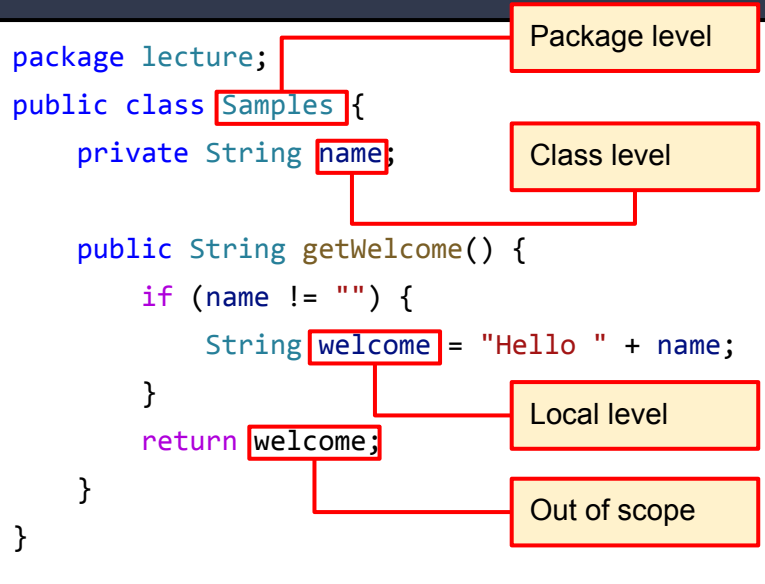 Package level
package lecture;
public class Samples {
private String name;
Class level
public String getWelcome() {
if (name != "") {
String welcome = "Hello " + name;
}
Local level
return welcome;
}
Out of scope
}